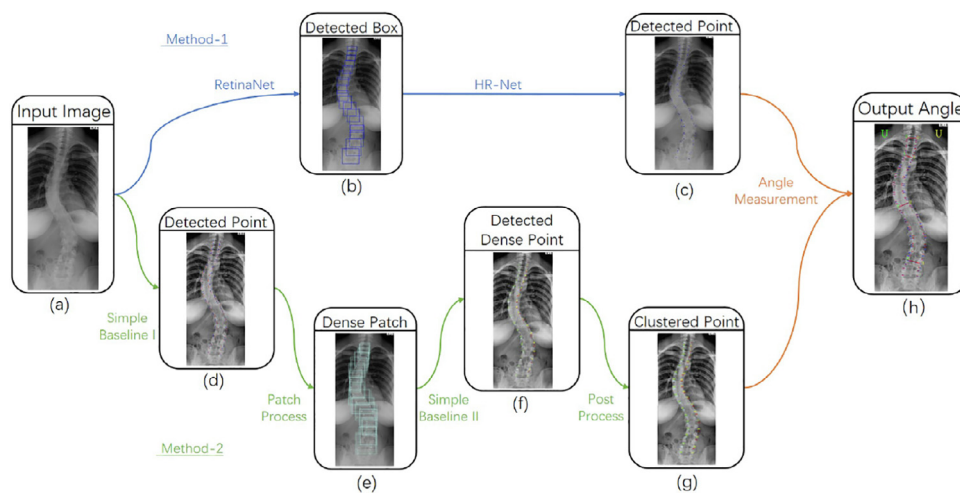 Method-1
Detected Box
Detected Point
RetinaNet
HR-Net
Input Image
Output Angle
U U
(b)
(c)
Angle
Measurement
Detected Point
Detected
Dense Point
(a)
(h)
Simple
Baseline I
Dense Patch
Clustered Point
(d)
(f)
Patch
Process
Simple
Baseline II
Post
Process
Method-2
(e)
(g)